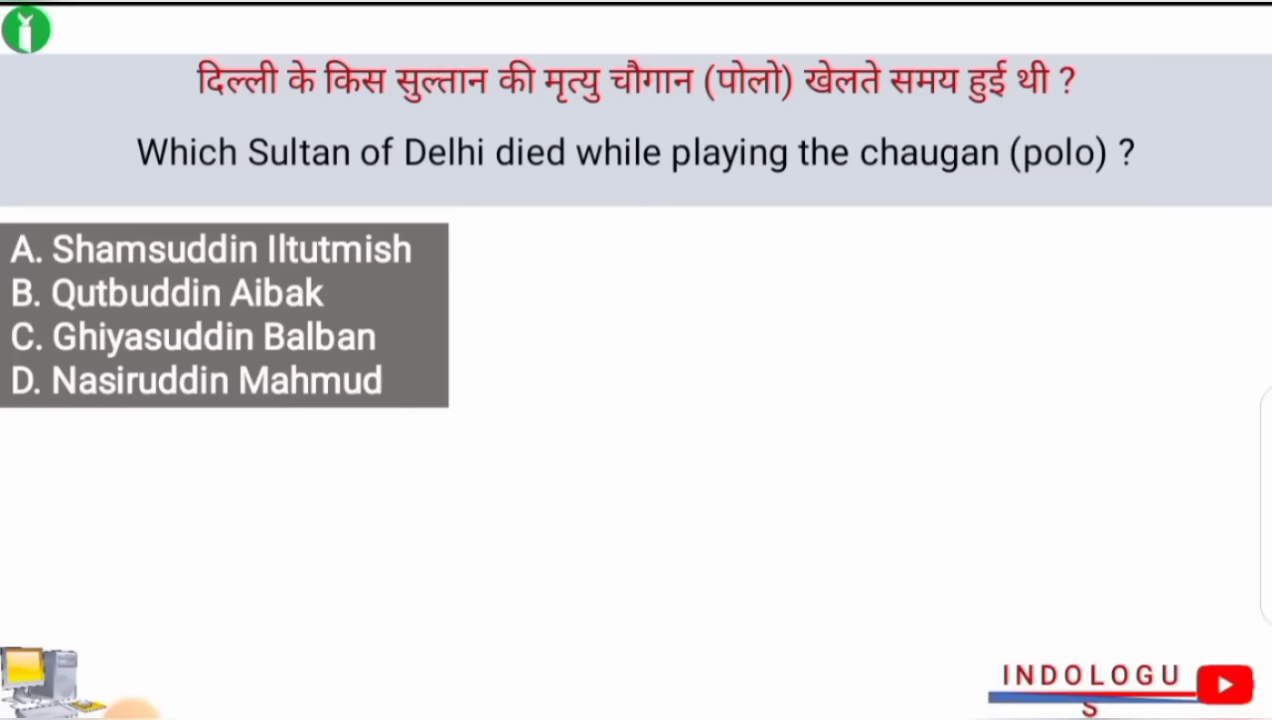 दिल्ली के किस सुल्तान की मृत्यु चौगान (पोलो) खेलते समय हुई थी ?
Which Sultan of Delhi died while playing the chaugan (polo) ?
A. Shamsuddin Iltutmish
B. Qutbuddin Aibak
C. Ghiyasuddin Balban
D. Nasiruddin Mahmud
INDOLOGU
S